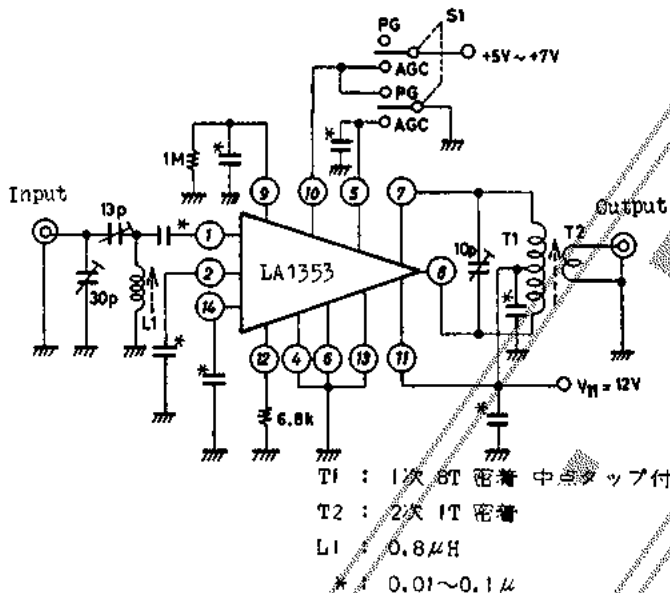 PG
S1
+5V~+7V
AGC
PG
AGC
*
1M
*
9
10
5
7
Input
13p
*
1
2
14
30p
L1
LA1353
8
10p
T1
T2
Output
*
*
*
12
4
6
13
11
6.8k
*
V11 = 12V
T1 : 1次 8T 密着 中点タップ付
T2 : 2次 1T 密着
L1 : 0.8μH
* : 0.01~0.1μ